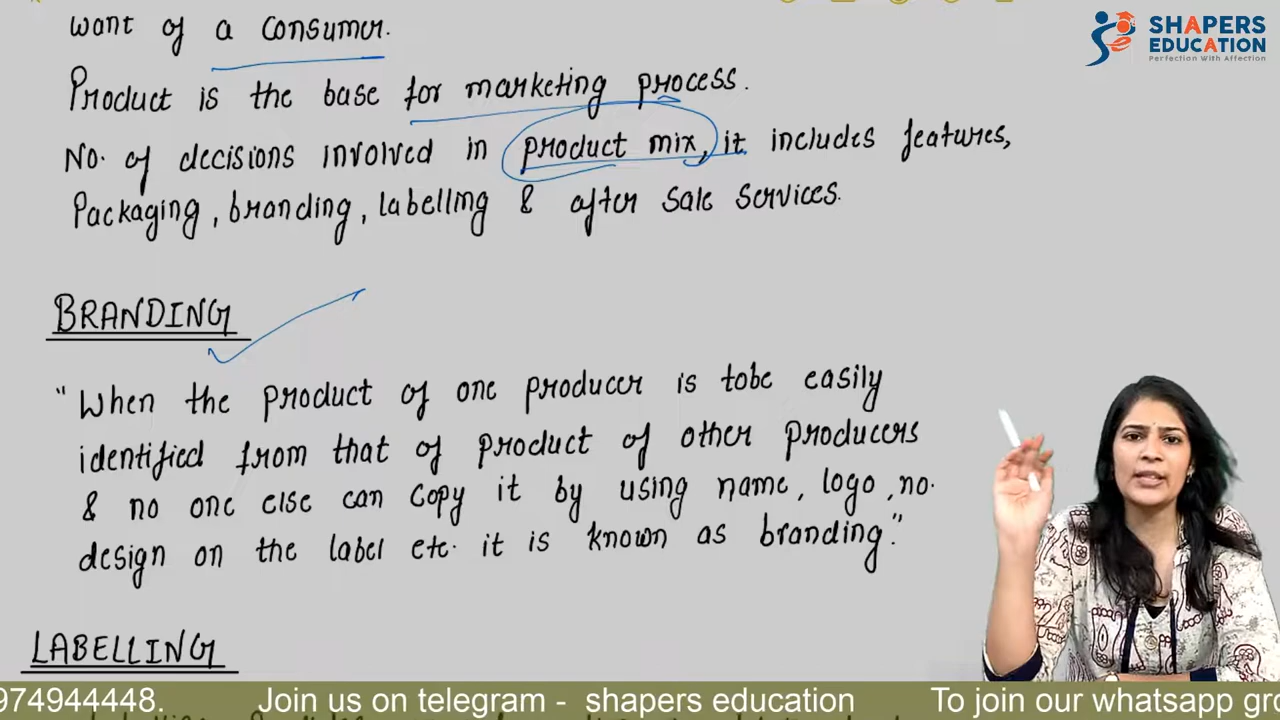 want of a consumer.
SHAPERS
EDUCATION
Perfection With Affection
Product is the base for marketing process.
No. of decisions involved in product mix, it includes features,
Packaging, branding, labelling & after sale services.
BRANDING
"When the product of one producer is tobe easily
identified from that of product of other producers
& no one else can copy it by using name, logo, no.
design on the label etc. it is known as branding."
LABELLING
974944448. Join us on telegram - shapers education To join our whatsapp gro